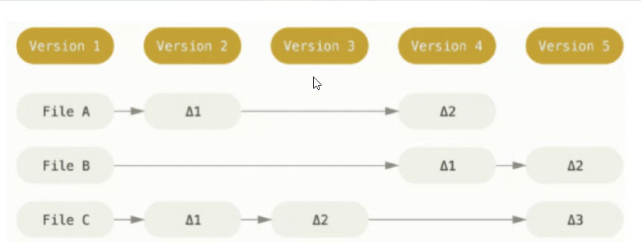 Version 1 Version 2 Version 3 Version 4 Version 5
File A Δ1 Δ2
File B Δ1 Δ2
File C Δ1 Δ2 Δ3